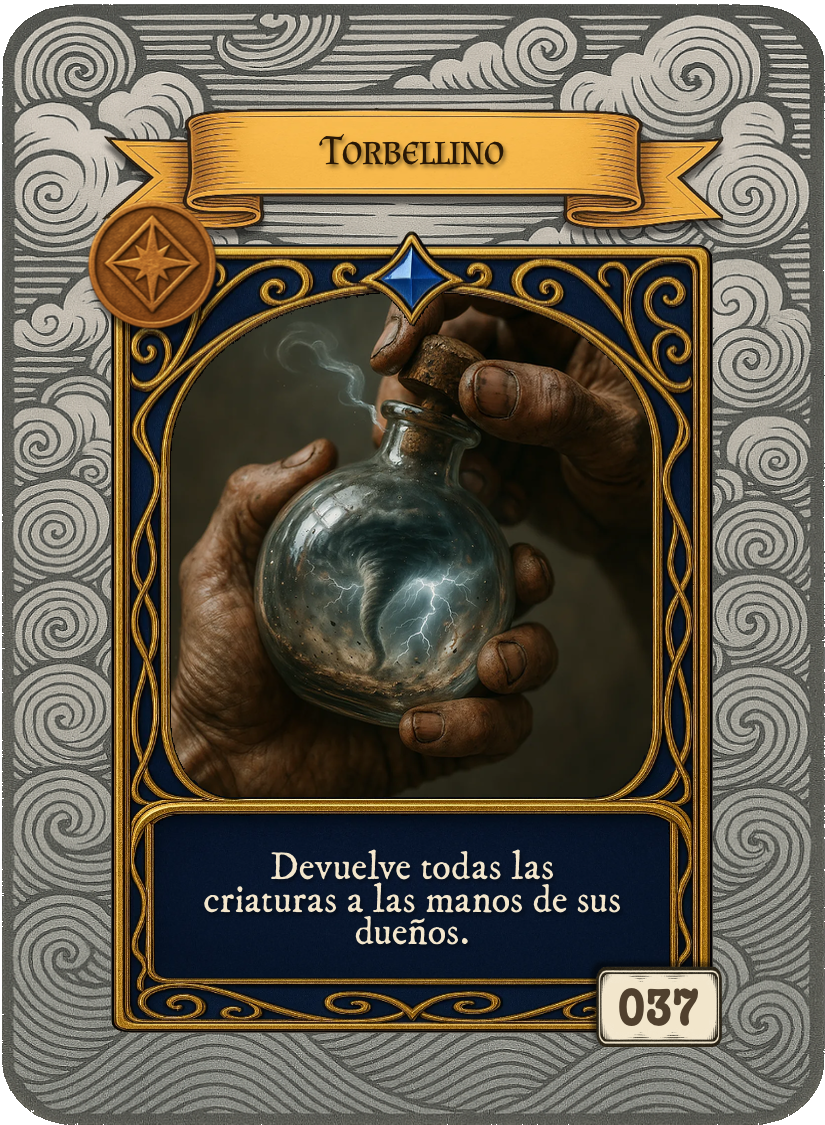 Torbellino
Devuelve todas las
criaturas a las manos de sus
dueños.
037